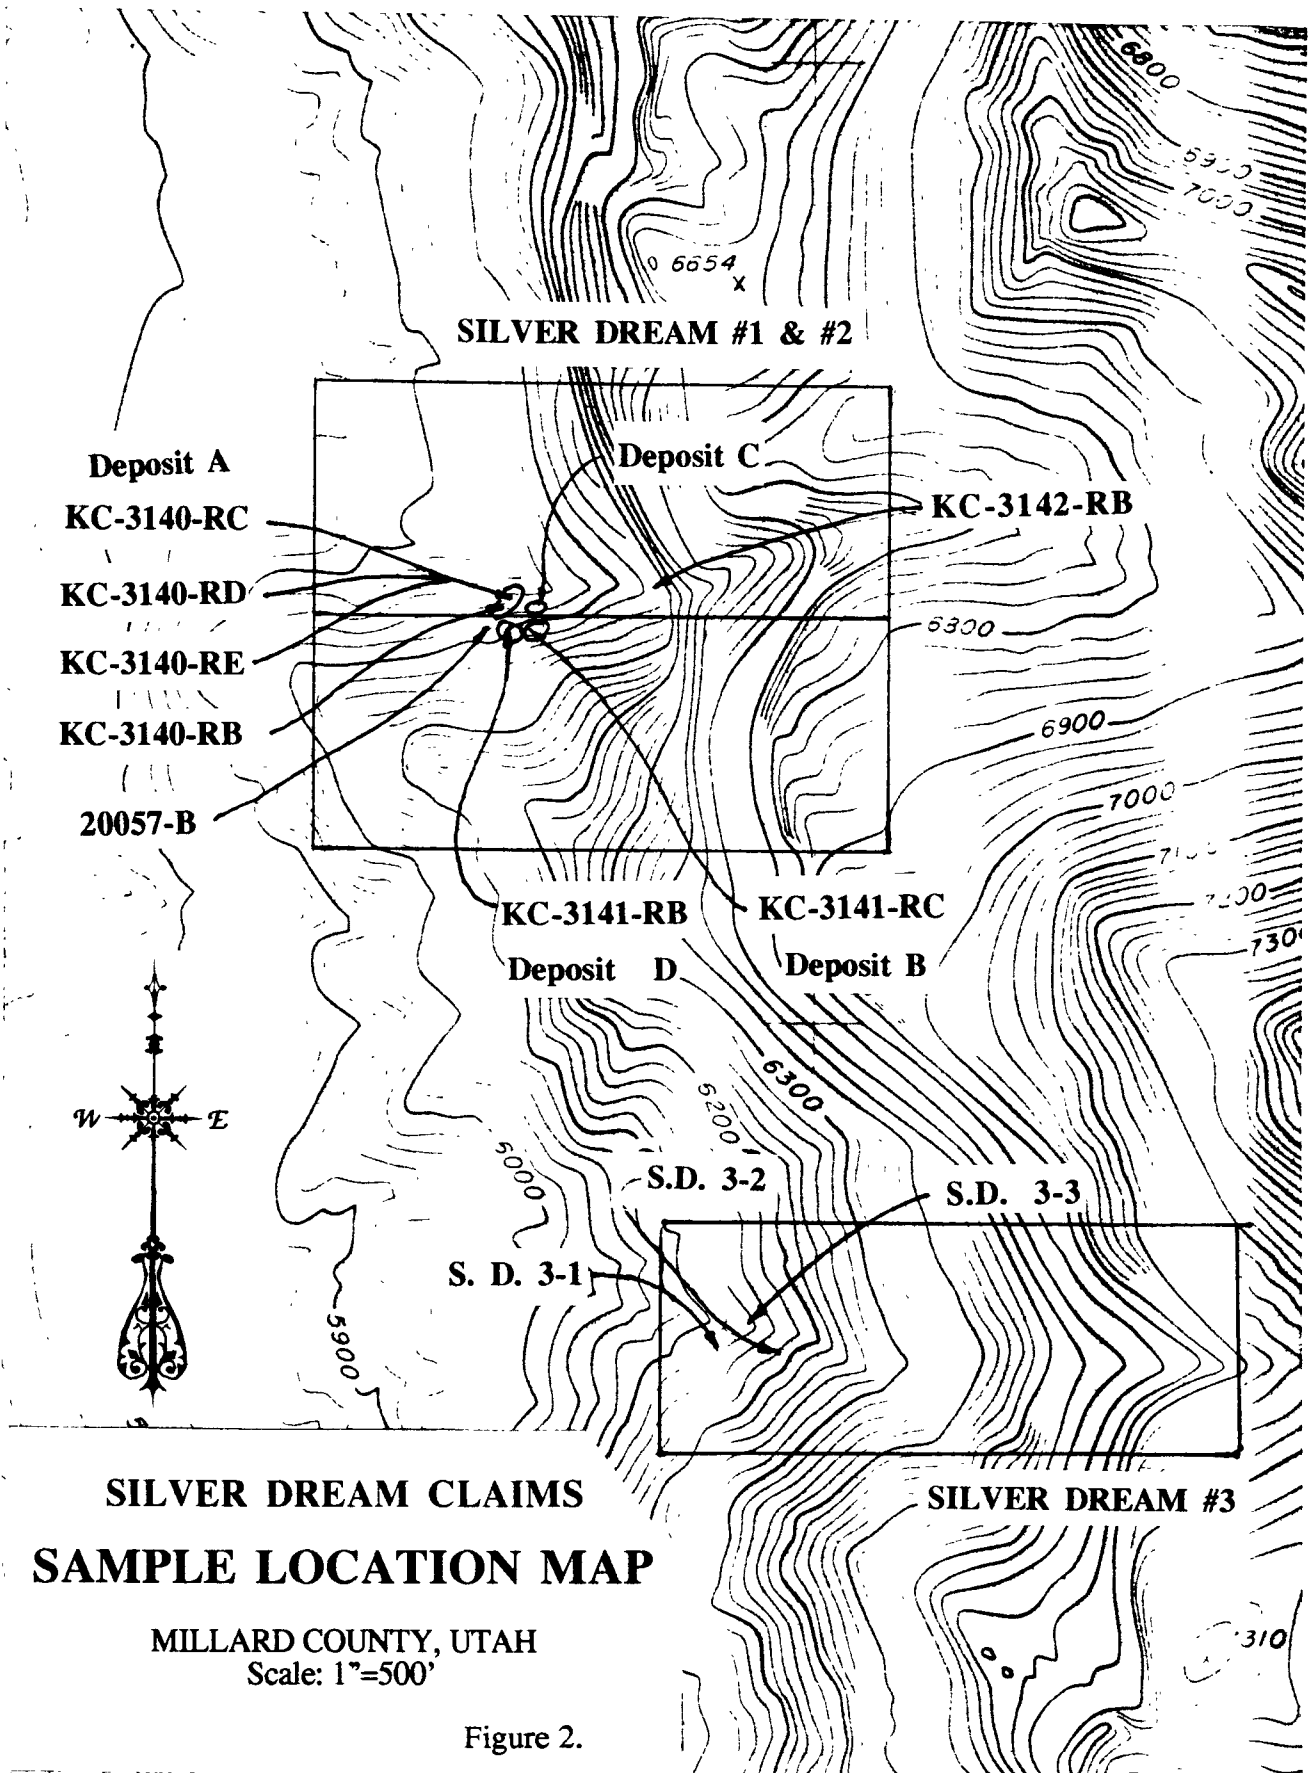 6800
6900
7000
6654
X
SILVER DREAM #1 & #2
Deposit A
Deposit C
KC-3140-RC
KC-3142-RB
KC-3140-RD
6300
KC-3140-RE
KC-3140-RB
6900
7000
20057-B
7200
KC-3141-RB
KC-3141-RC
7300
Deposit D
Deposit B
6300
6200
W E
6000
S.D. 3-2
S.D. 3-3
S. D. 3-1
5900
SILVER DREAM CLAIMS
SILVER DREAM #3
SAMPLE LOCATION MAP
MILLARD COUNTY, UTAH
Scale: 1"=500'
310
Figure 2.